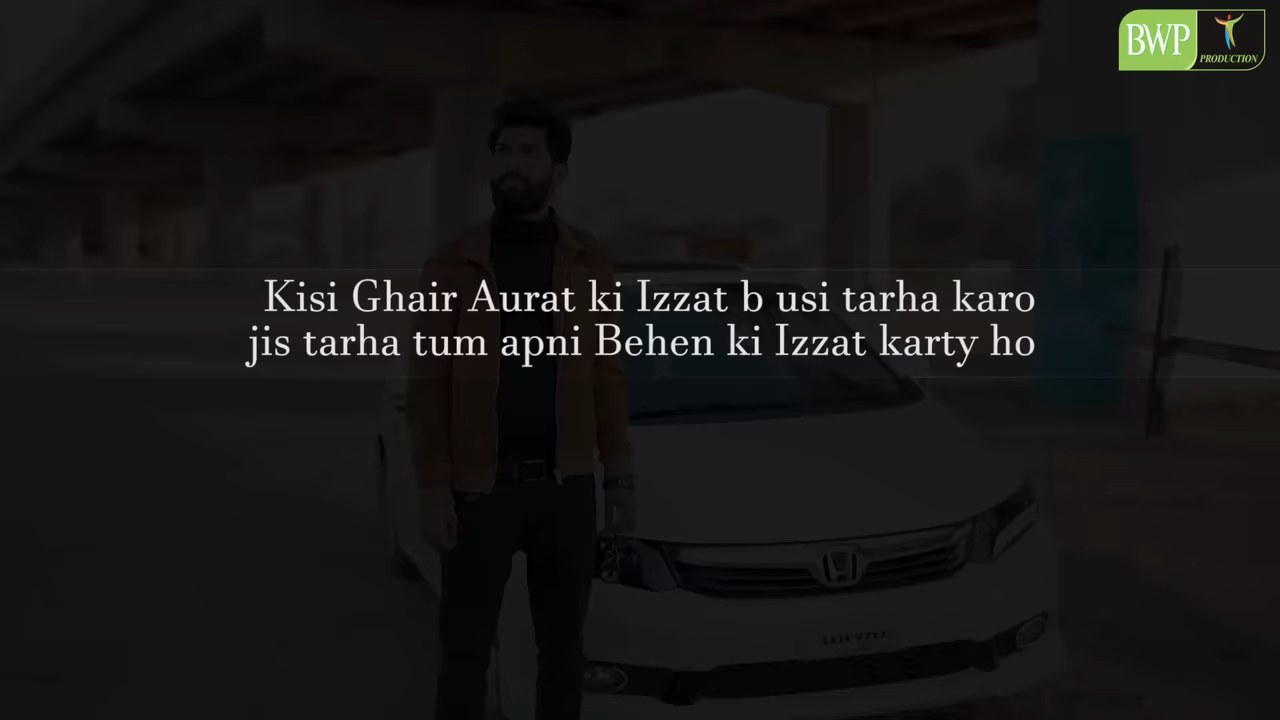 BWP
PRODUCTION
Kisi Ghair Aurat ki Izzat b usi tarha karo
jis tarha tum apni Behen ki Izzat karty ho